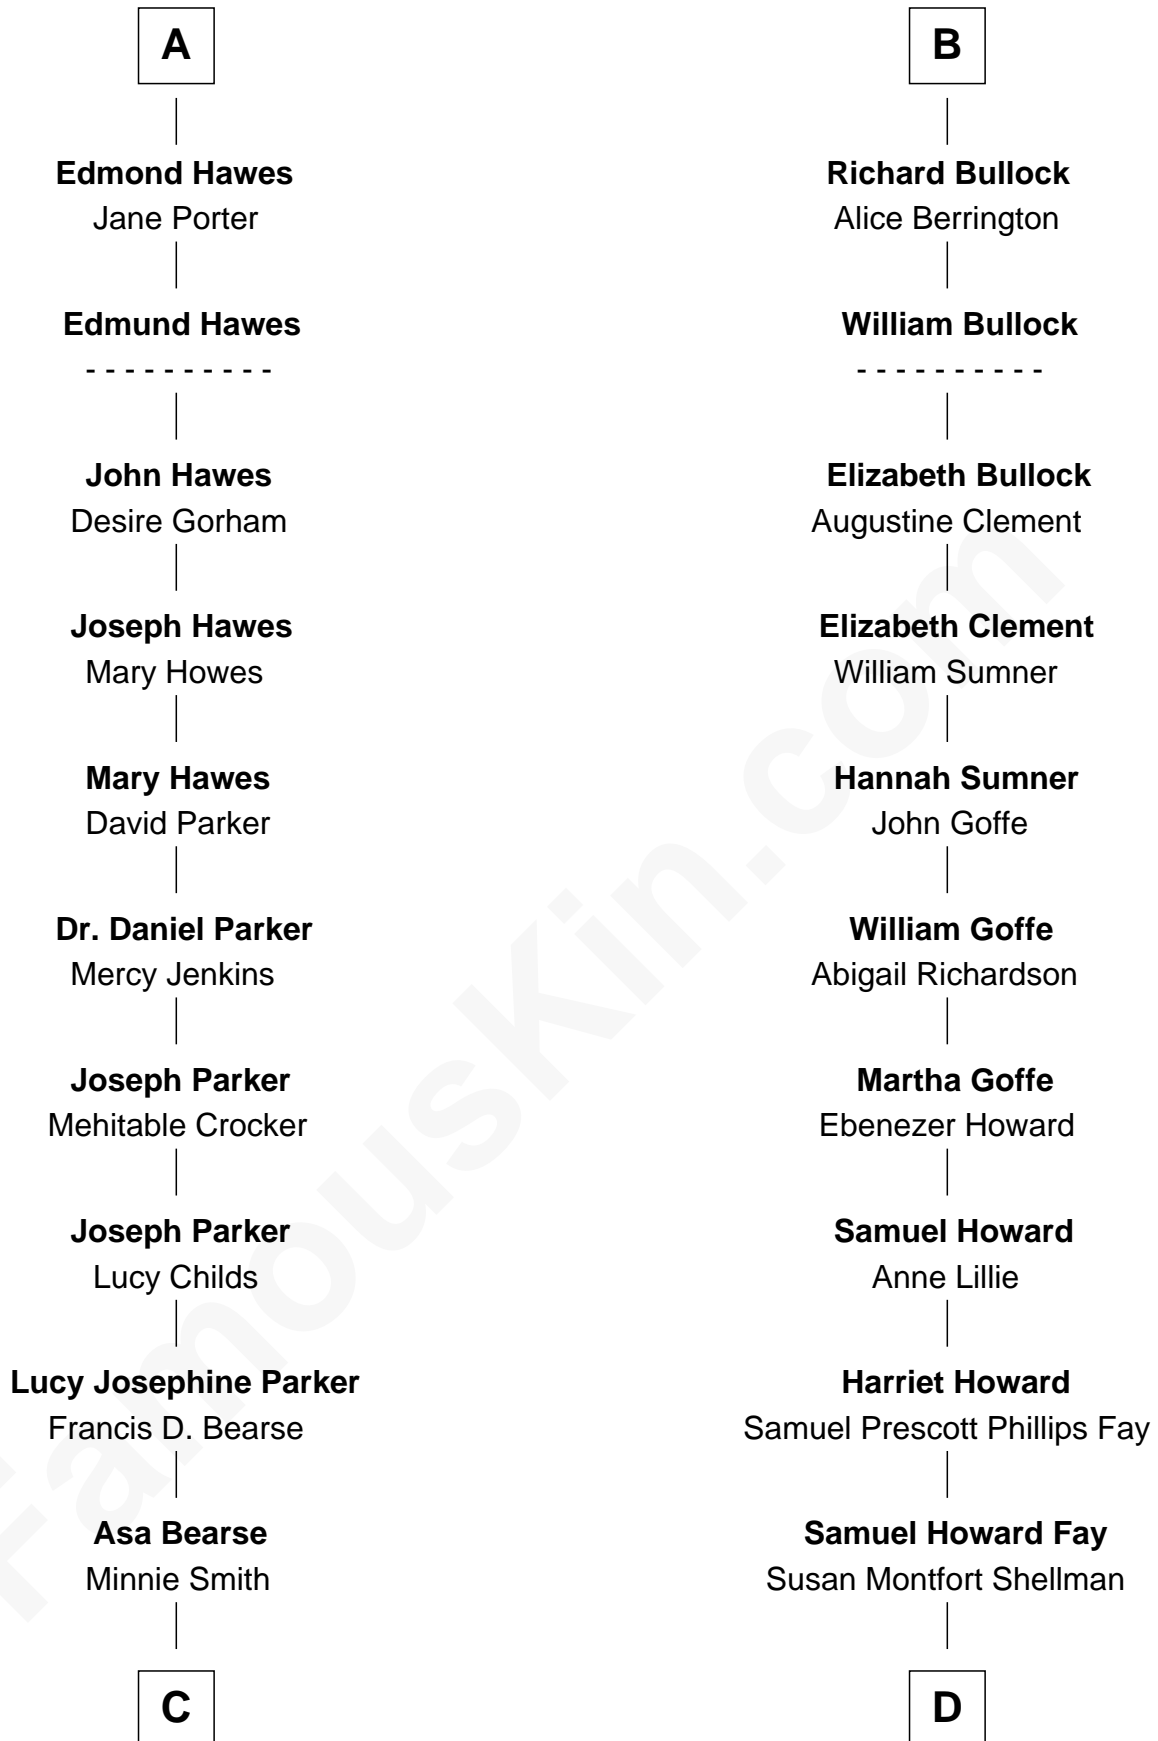 A
Edmond Hawes
Jane Porter
Edmund Hawes
- - - - - - - - - -
John Hawes
Desire Gorham
Joseph Hawes
Mary Howes
Mary Hawes
David Parker
Dr. Daniel Parker
Mercy Jenkins
Joseph Parker
Mehitable Crocker
Joseph Parker
Lucy Childs
Lucy Josephine Parker
Francis D. Bearse
Asa Bearse
Minnie Smith
C
B
Richard Bullock
Alice Berrington
William Bullock
- - - - - - - - - -
Elizabeth Bullock
Augustine Clement
Elizabeth Clement
William Sumner
Hannah Sumner
John Goffe
William Goffe
Abigail Richardson
Martha Goffe
Ebenezer Howard
Samuel Howard
Anne Lillie
Harriet Howard
Samuel Prescott Phillips Fay
Samuel Howard Fay
Susan Montfort Shellman
D
FamousKin.com